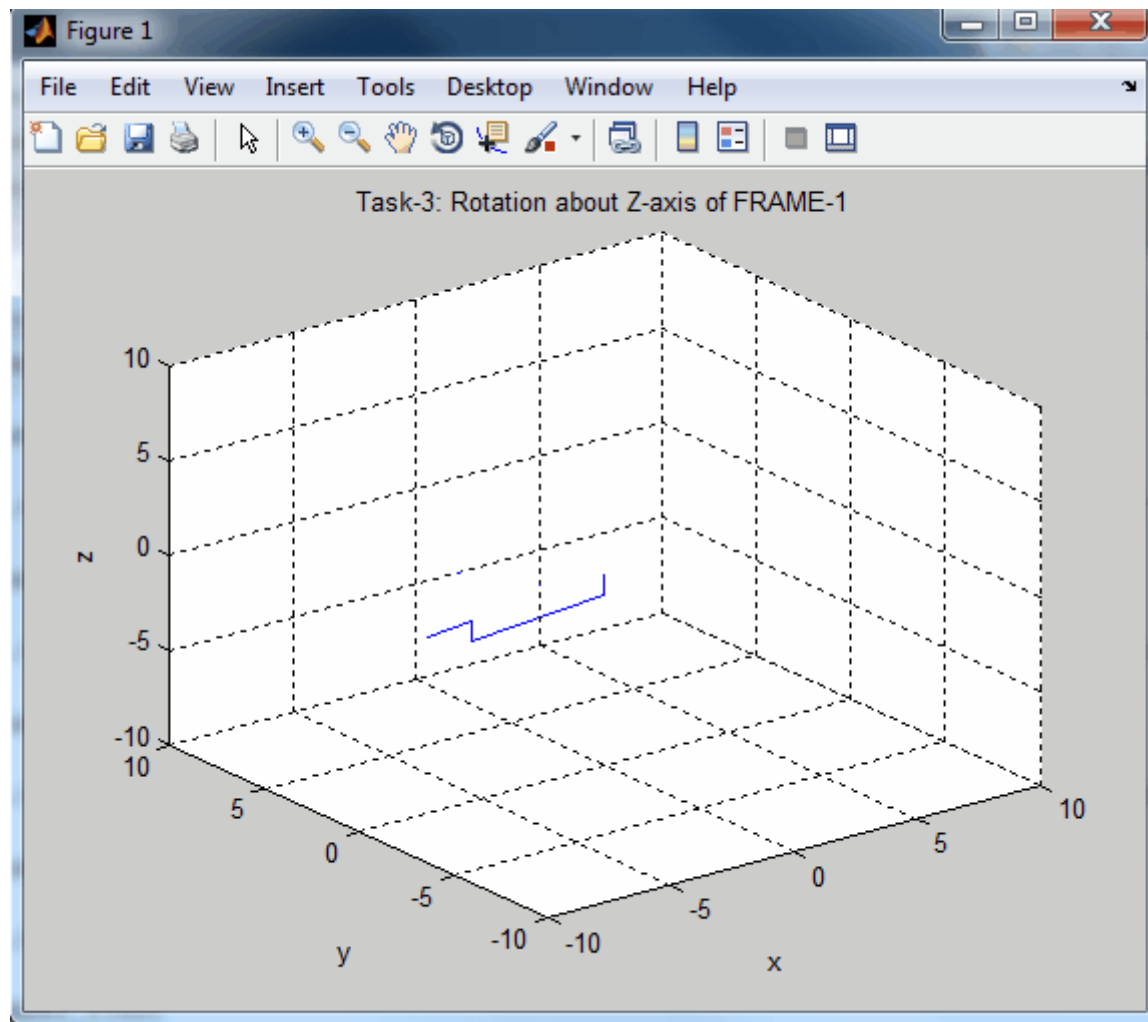 Figure 1
File Edit View Insert Tools Desktop Window Help
Task-3: Rotation about Z-axis of FRAME-1
10
5
0
-5
-10
z
10
5
0
-5
-10
y
-10
-5
0
5
10
x